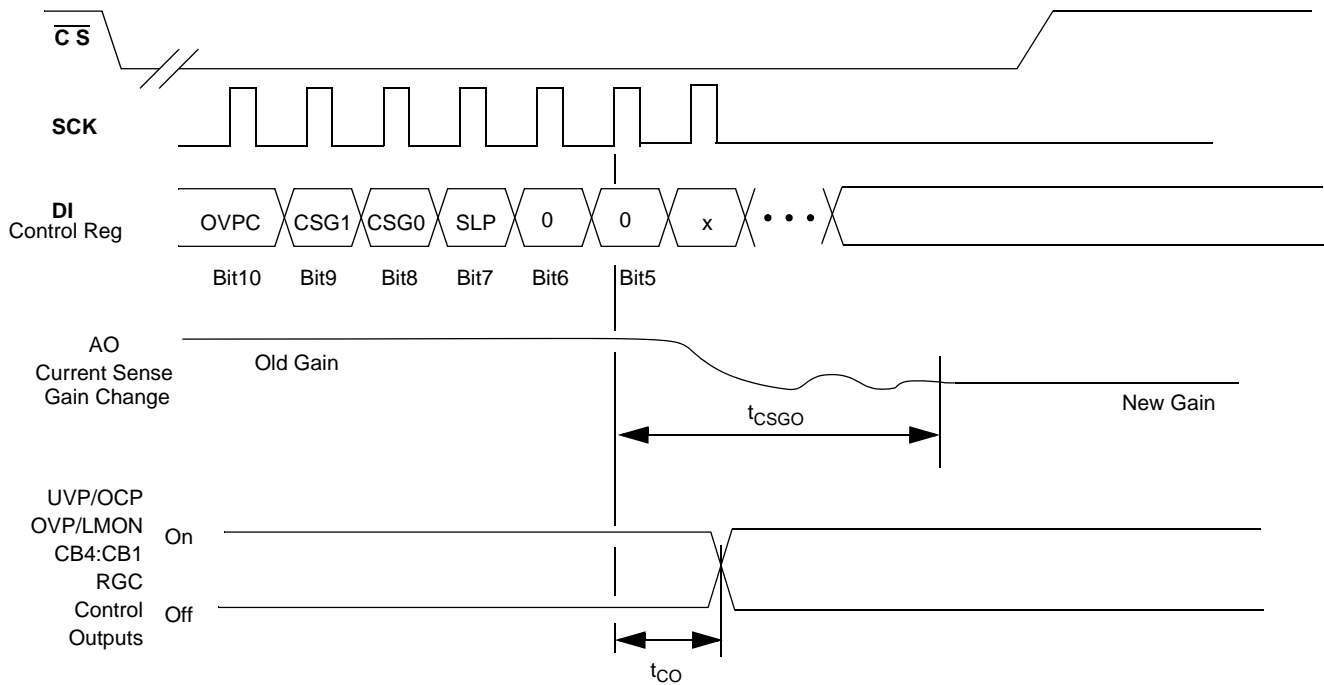 C S
SCK
DI
Control Reg
OVPC CSG1 CSG0 SLP 0 0 x • • •
Bit10 Bit9 Bit8 Bit7 Bit6 Bit5
AO
Current Sense
Gain Change
Old Gain
New Gain
tCSGO
UVP/OCP
OVP/LMON
CB4:CB1
RGC
Control
Outputs
On
Off
tCO